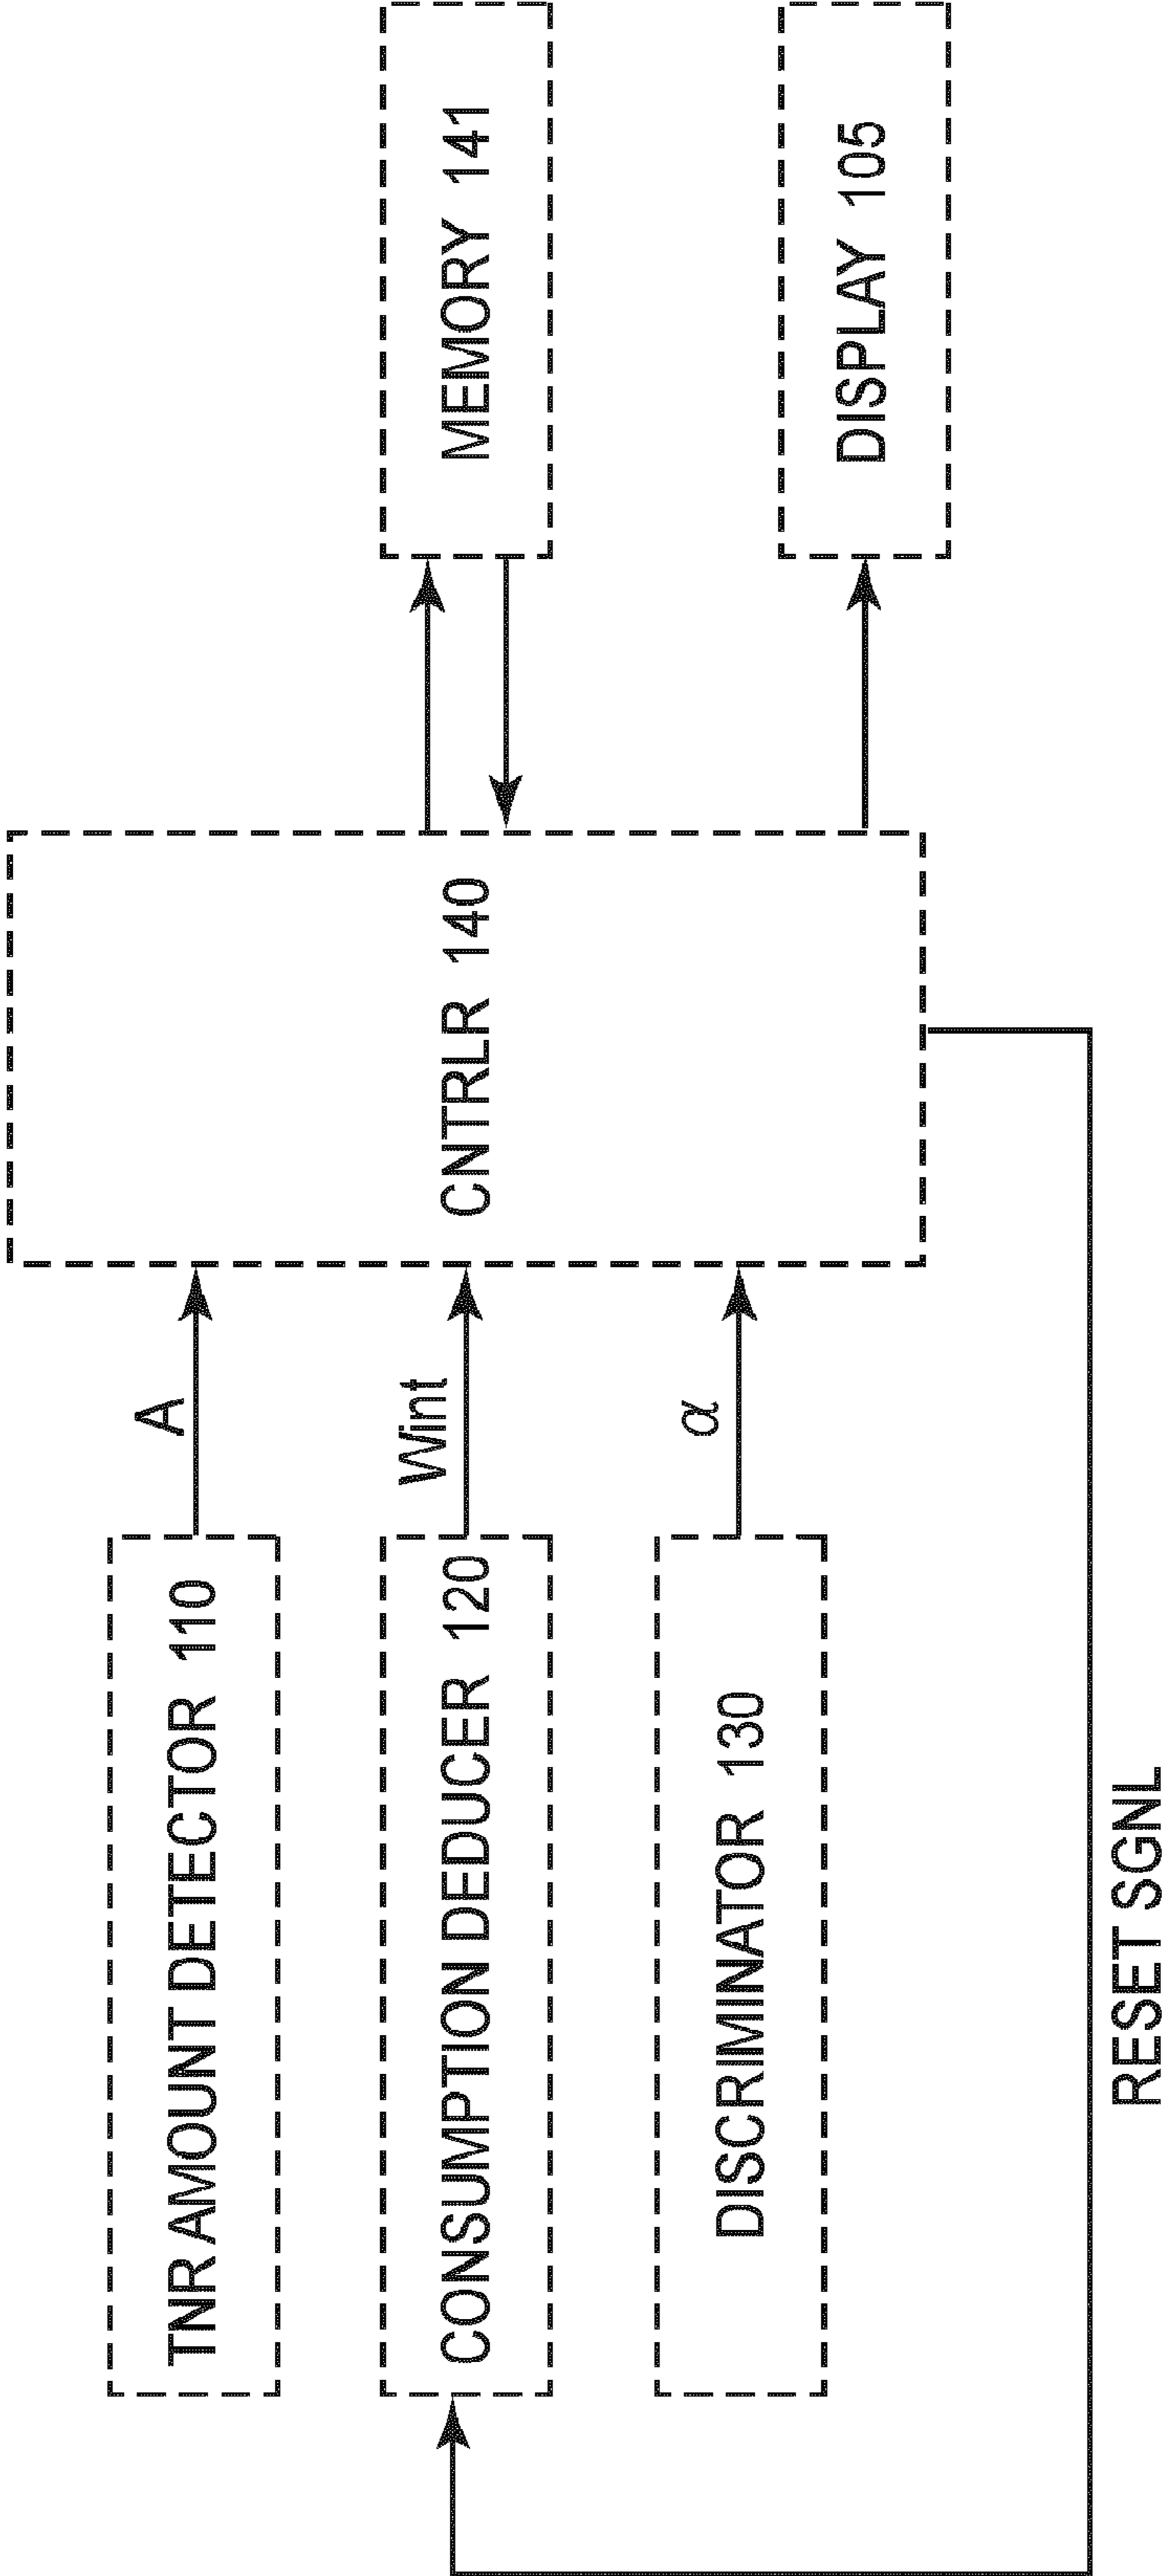 TNR AMOUNT DETECTOR 110
A
CONSUMPTION DEDUCER 120
Wint
DISCRIMINATOR 130
α
CNTRLR 140
MEMORY 141
DISPLAY 105
RESET SGNL